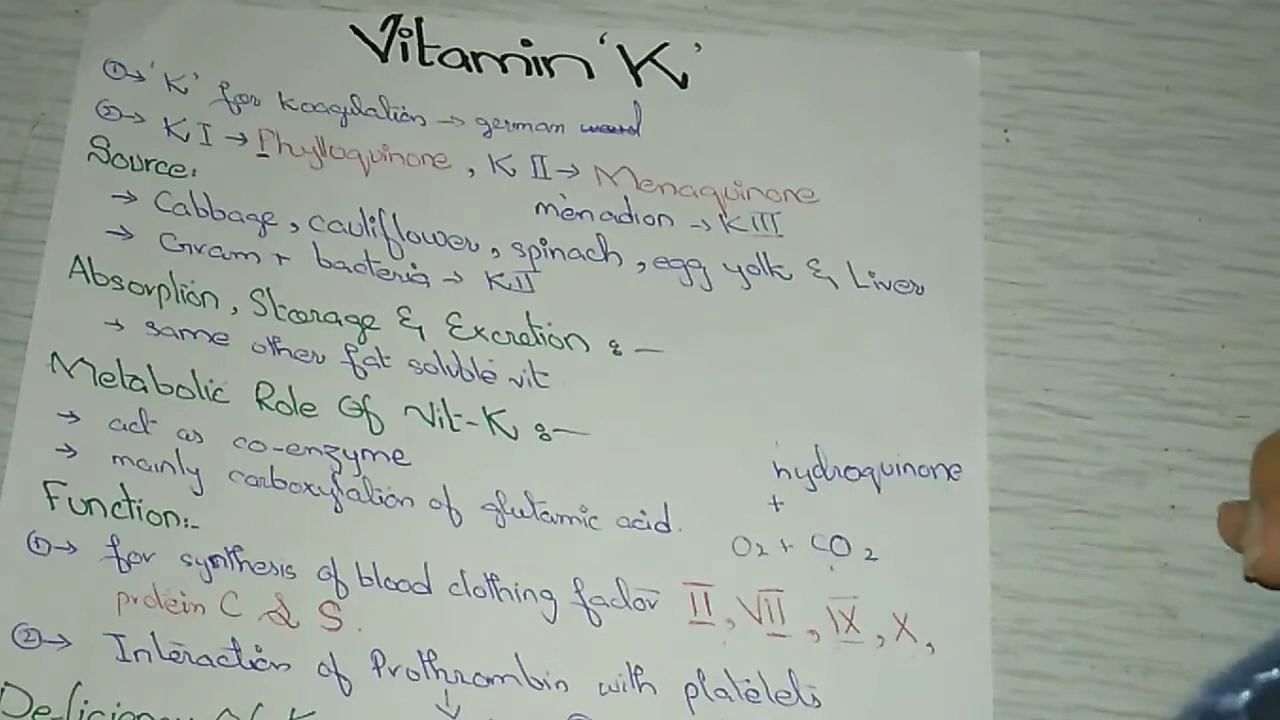 Vitamin 'K'
①→ 'K' for Koagulation → german word
②→ K I → Phylloquinone, K II → Menaquinone
menadion → K III
Source:
→ Cabbage, cauliflower, spinach, egg yolk & Liver
→ Gram + bacteria → K II
Absorption, Storage & Excretion :-
→ same other fat soluble vit
Metabolic Role Of Vit-K :-
→ act as co-enzyme
→ mainly carboxylation of glutamic acid.
hydroquinone
+
O2 + CO2
Function:-
①→ for synthesis of blood clothing factor II, VII, IX, X,
protein C & S.
②→ Interaction of Prothrombin with platelets
↓